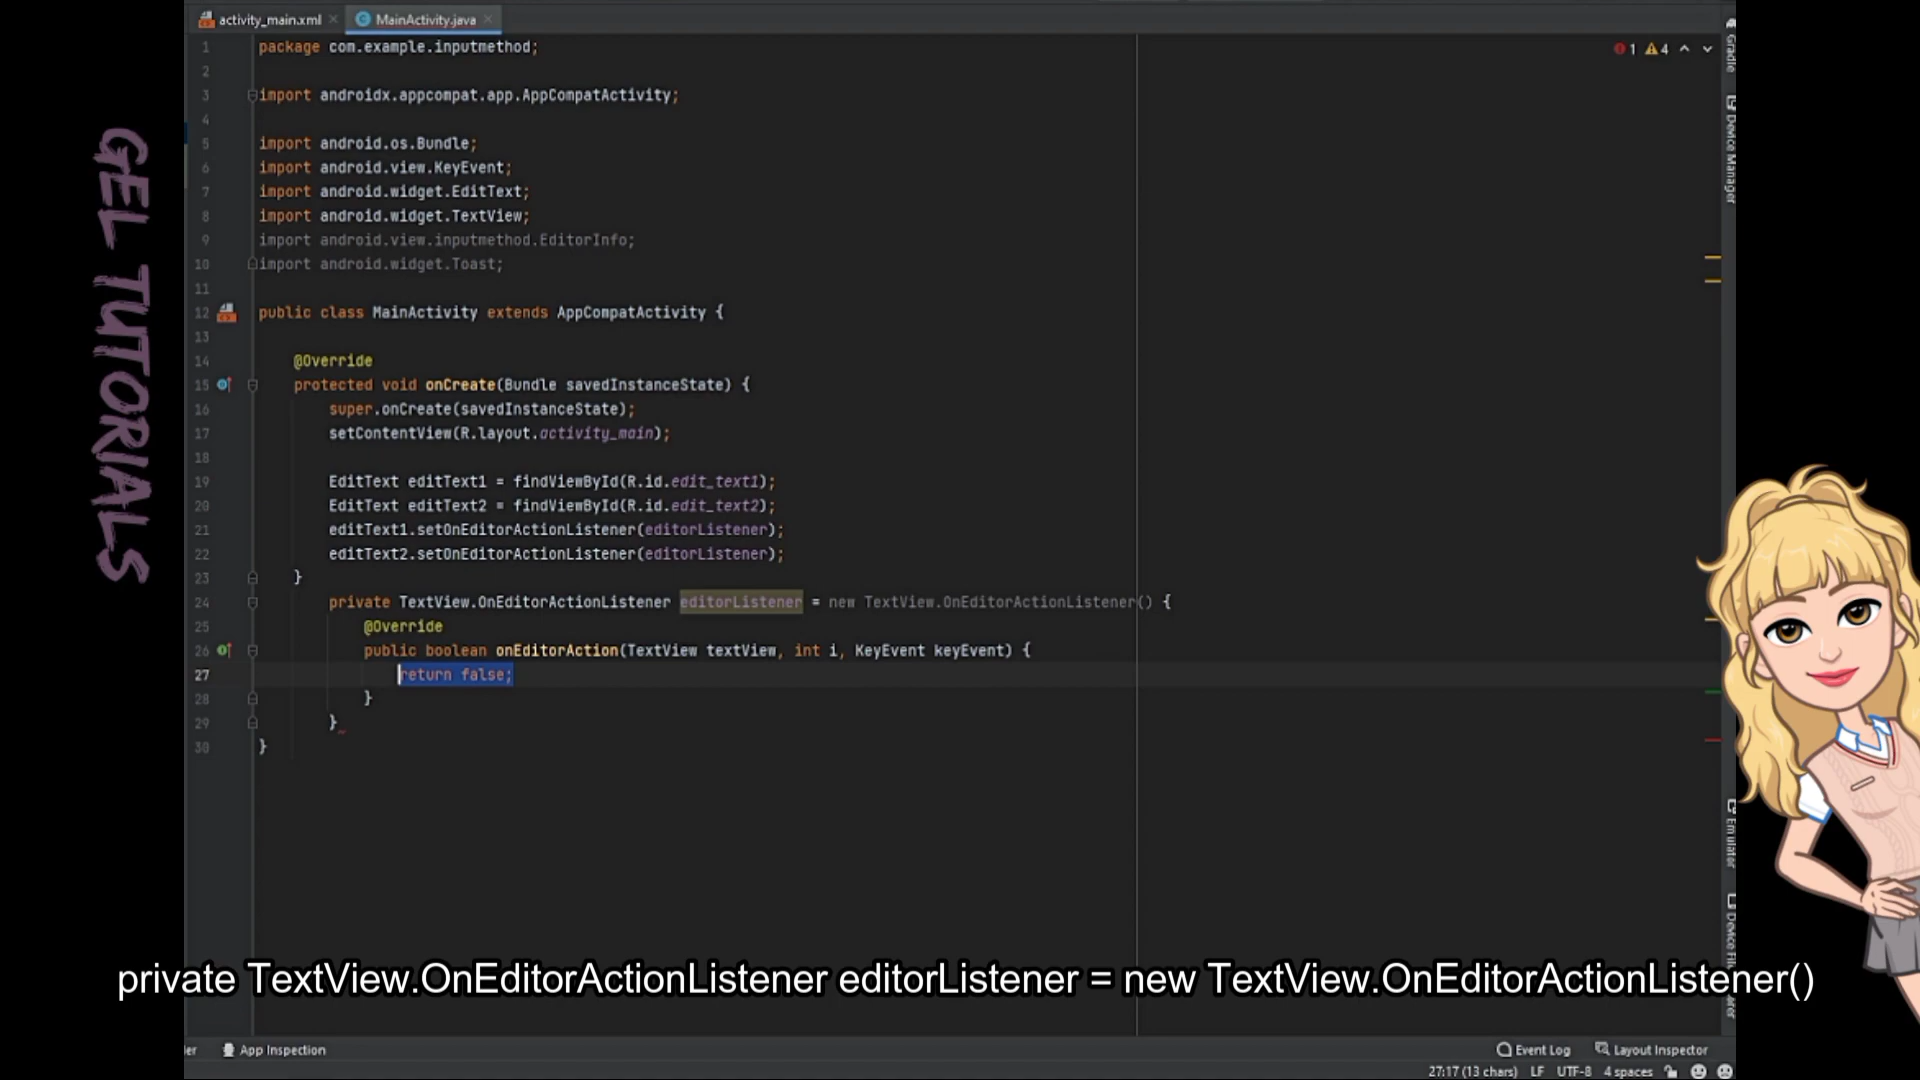 activity_main.xml
MainActivity.java
1 package com.example.inputmethod;
1 4
2
3 import androidx.appcompat.app.AppCompatActivity;
4
5 import android.os.Bundle;
6 import android.view.KeyEvent;
7 import android.widget.EditText;
8 import android.widget.TextView;
9 import android.view.inputmethod.EditorInfo;
10 import android.widget.Toast;
11
12 public class MainActivity extends AppCompatActivity {
13
14 @Override
15 protected void onCreate(Bundle savedInstanceState) {
16 super.onCreate(savedInstanceState);
17 setContentView(R.layout.activity_main);
18
19 EditText editText1 = findViewById(R.id.edit_text1);
20 EditText editText2 = findViewById(R.id.edit_text2);
21 editText1.setOnEditorActionListener(editorListener);
22 editText2.setOnEditorActionListener(editorListener);
23 }
24 private TextView.OnEditorActionListener editorListener = new TextView.OnEditorActionListener() {
25 @Override
26 public boolean onEditorAction(TextView textView, int i, KeyEvent keyEvent) {
27 return false;
28 }
29 }
30 }
GEL TUTORIALS
Gradle
Device Manager
Emulator
private TextView.OnEditorActionListener editorListener = new TextView.OnEditorActionListener()
ler
App Inspection
Event Log
Layout Inspector
27:17 (13 chars) LF UTF-8 4 spaces